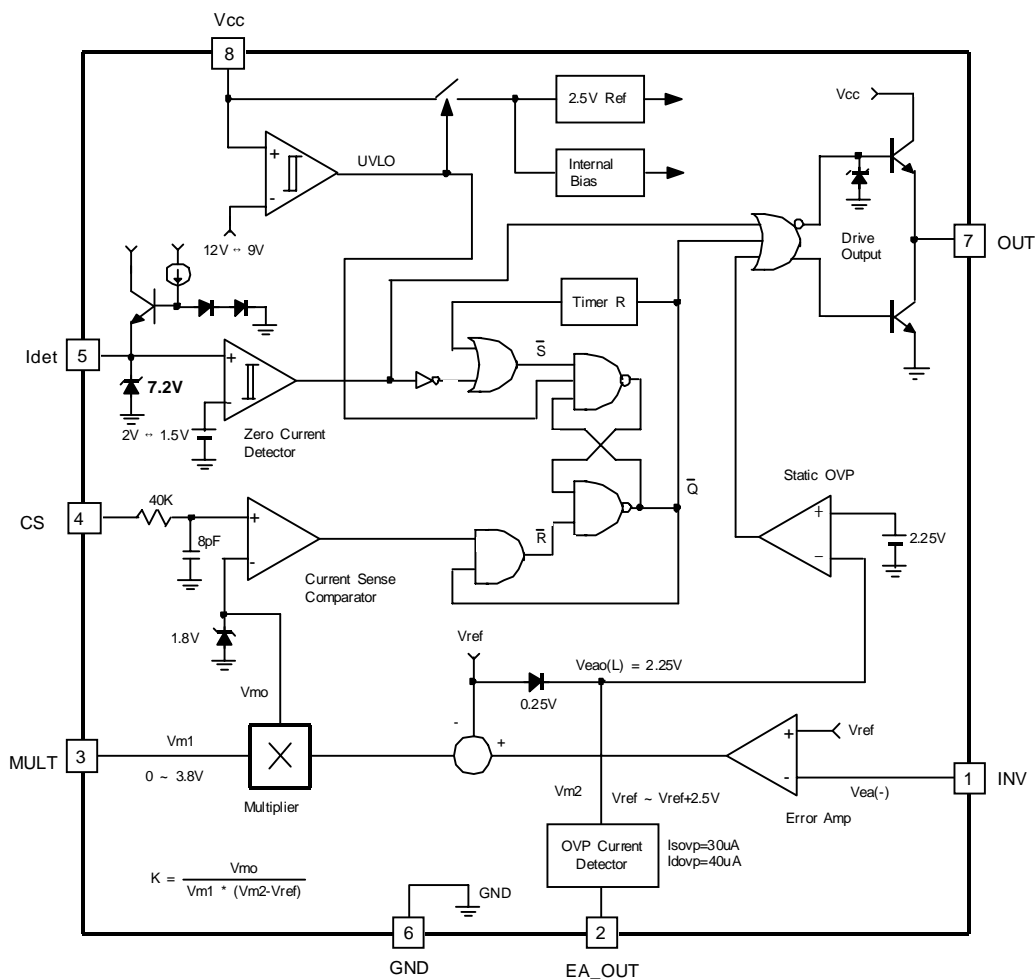 Vcc
8
2.5V Ref
Vcc
+
UVLO
Internal
Bias
-
12V ↔ 9V
Drive
Output
7
OUT
Timer R
S̅
Idet
5
+
7.2V
-
2V ↔ 1.5V
Zero Current
Detector
Q̅
Static OVP
CS
4
40K
+
8pF
-
R̅
+
-
2.25V
Current Sense
Comparator
1.8V
Vref
Veao(L) = 2.25V
0.25V
Vmo
-
+
+
Vref
MULT
3
Vm1
0 ~ 3.8V
Multiplier
Vm2
Vref ~ Vref+2.5V
-
Vea(-)
1
INV
Error Amp
OVP Current
Detector
Isovp=30uA
Idovp=40uA
K = Vmo
Vm1 * (Vm2-Vref)
GND
6
GND
2
EA_OUT